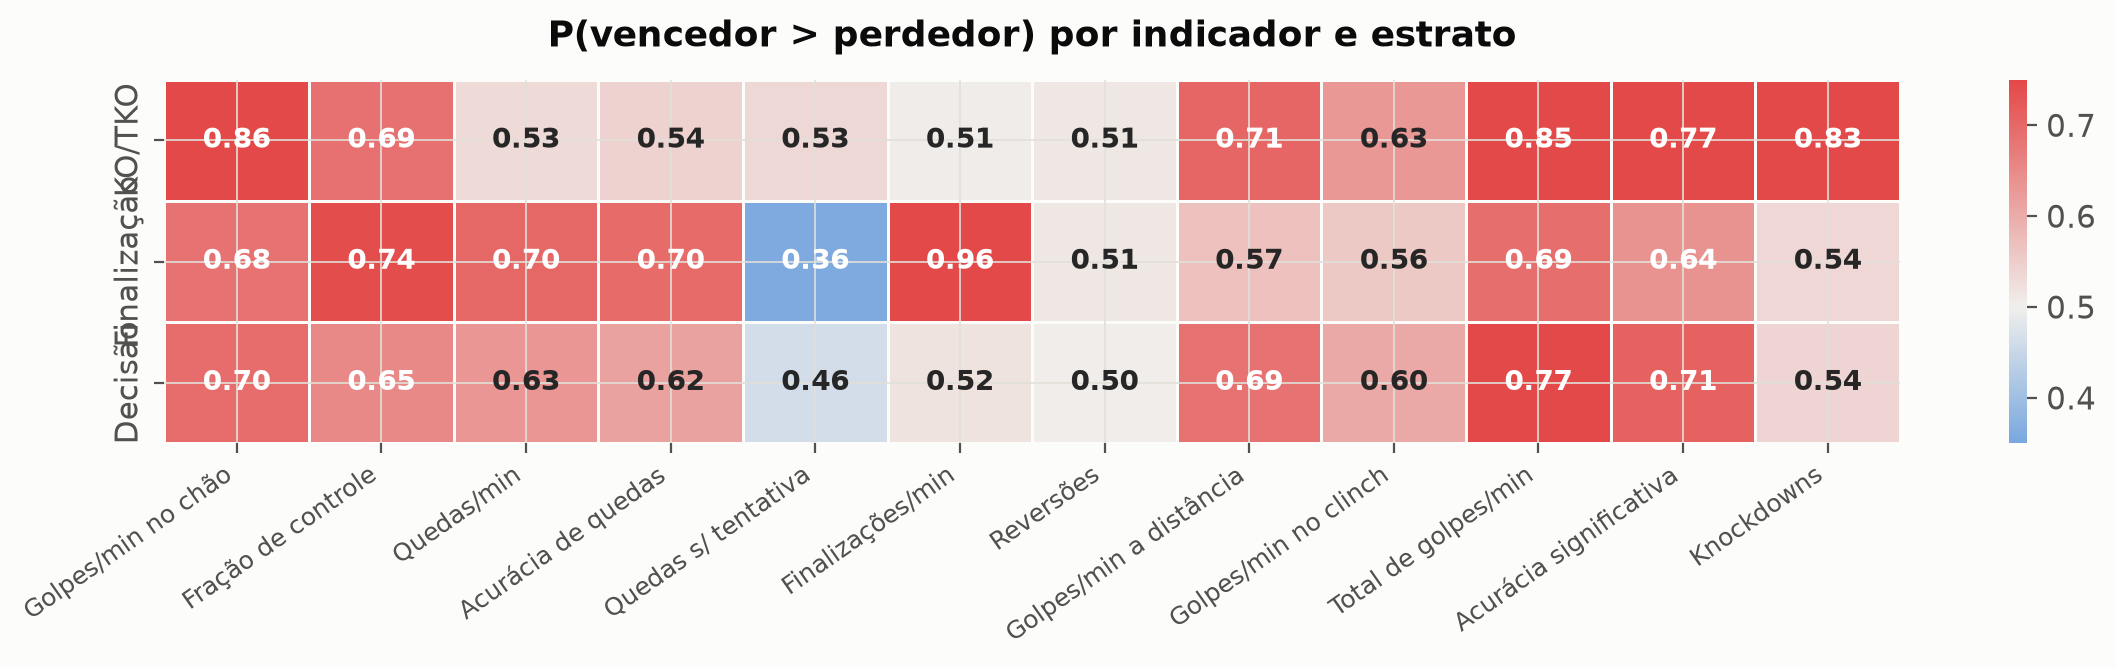 P(vencedor > perdedor) por indicador e estrato
KO/TKO
0.86 0.69 0.53 0.54 0.53 0.51 0.51 0.71 0.63 0.85 0.77 0.83
Finalização
0.68 0.74 0.70 0.70 0.36 0.96 0.51 0.57 0.56 0.69 0.64 0.54
Decisão
0.70 0.65 0.63 0.62 0.46 0.52 0.50 0.69 0.60 0.77 0.71 0.54
Golpes/min no chão
Fração de controle
Quedas/min
Acurácia de quedas
Quedas s/ tentativa
Finalizações/min
Reversões
Golpes/min a distância
Golpes/min no clinch
Total de golpes/min
Acurácia significativa
Knockdowns
0.7
0.6
0.5
0.4